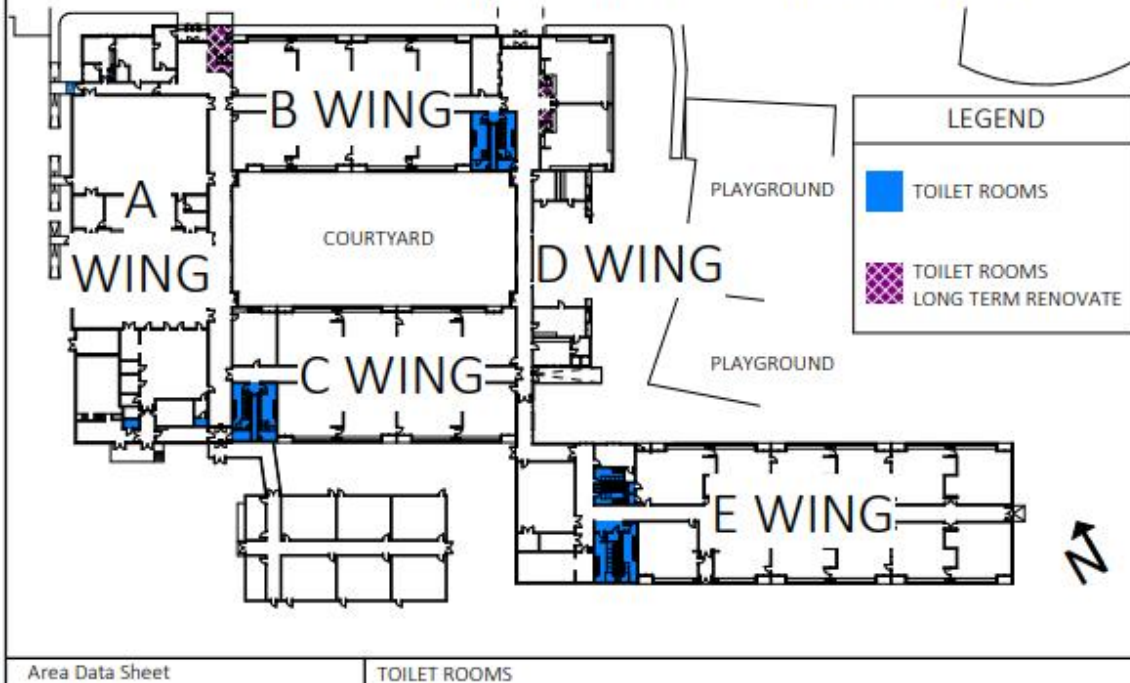 B WING
LEGEND
A
WING
COURTYARD
PLAYGROUND
TOILET ROOMS
D WING
TOILET ROOMS
LONG TERM RENOVATE
C WING
PLAYGROUND
E WING
N
Area Data Sheet
TOILET ROOMS